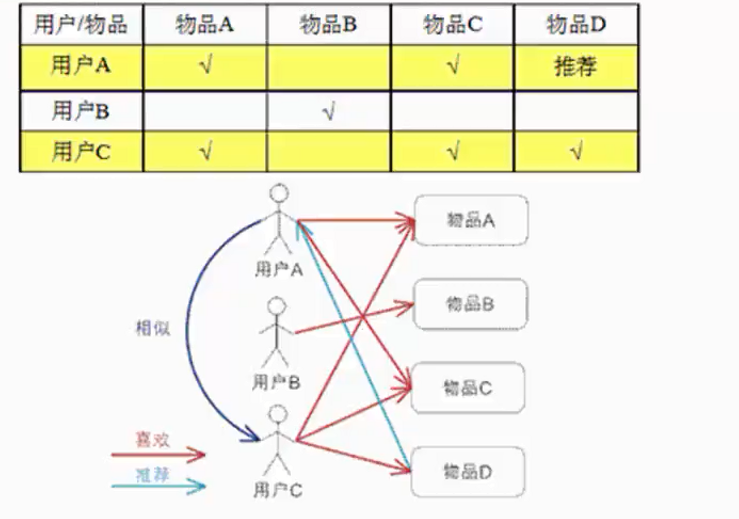 用户/物品 物品A 物品B 物品C 物品D
用户A √ √ 推荐
用户B √
用户C √ √ √
物品A
用户A
物品B
相似
用户B
物品C
喜欢
推荐
物品D
用户C